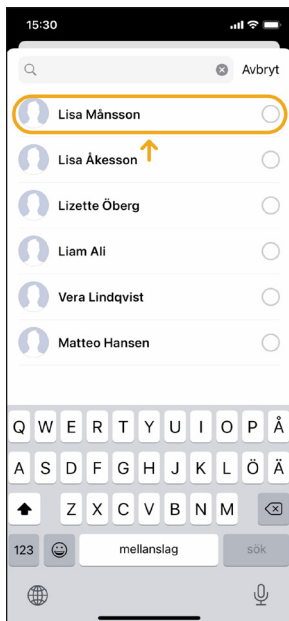 15:30
Avbryt
Lisa Månsson
Lisa Åkesson
Lizette Öberg
Liam Ali
Vera Lindqvist
Matteo Hansen
Q W E R T Y U I O P Å
A S D F G H J K L Ö Ä
Z X C V B N M
123 mellanslag sök